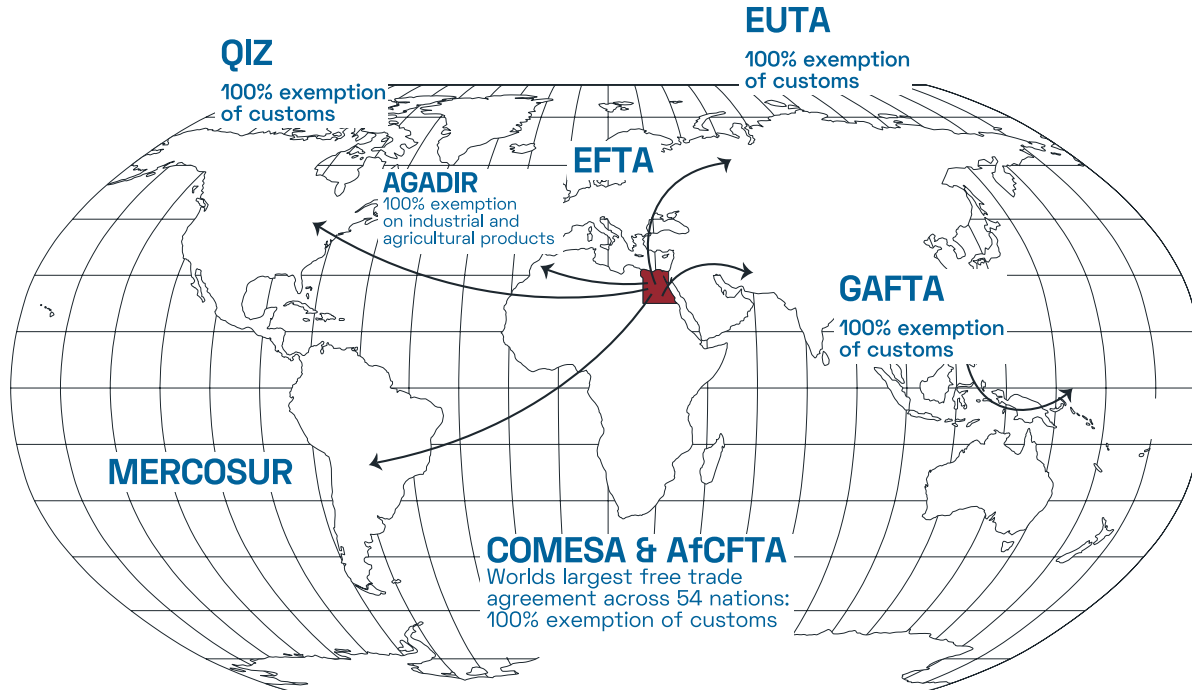 EUTA
100% exemption
of customs
QIZ
100% exemption
of customs
EFTA
AGADIR
100% exemption
on industrial and
agricultural products
GAFTA
100% exemption
of customs
MERCOSUR
COMESA & AfCFTA
Worlds largest free trade
agreement across 54 nations:
100% exemption of customs